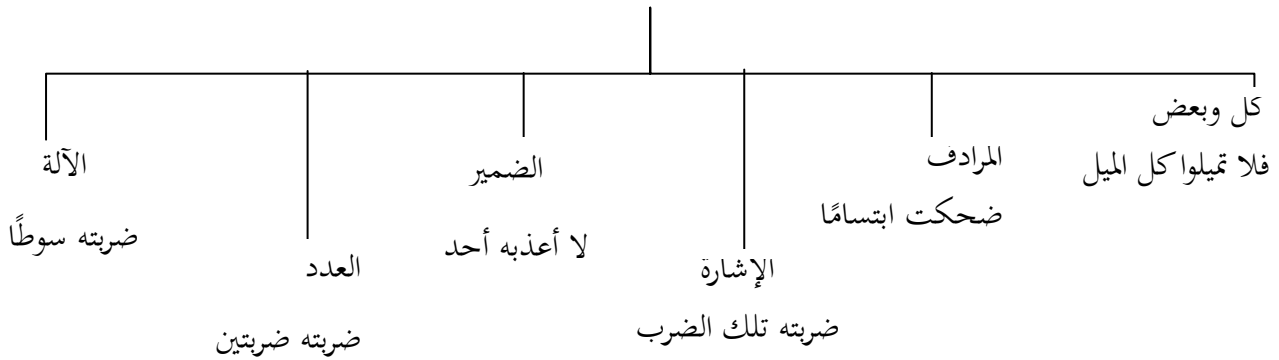 كل وبعض
فلا تميلوا كل الميل
المرادف
ضحكت ابتسامًا
الإشارة
ضربته تلك الضرب
الضمير
لا أعذبه أحد
العدد
ضربته ضربتين
الآلة
ضربته سوطًا